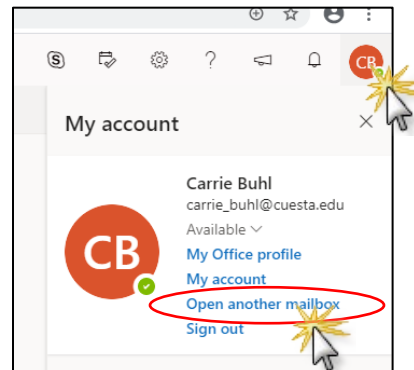 CB
My account
Carrie Buhl
carrie_buhl@cuesta.edu
CB
Available
My Office profile
My account
Open another mailbox
Sign out